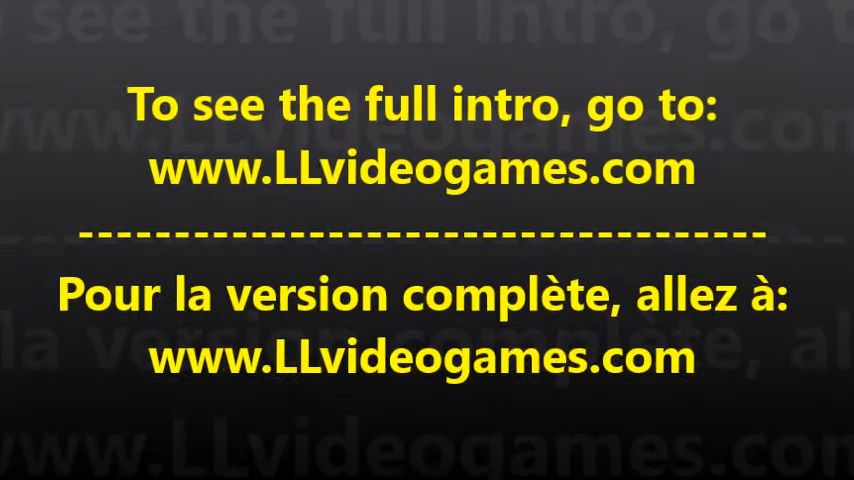 To see the full intro, go to:
www.LLvideogames.com
------------------------------------
Pour la version complète, allez à:
www.LLvideogames.com